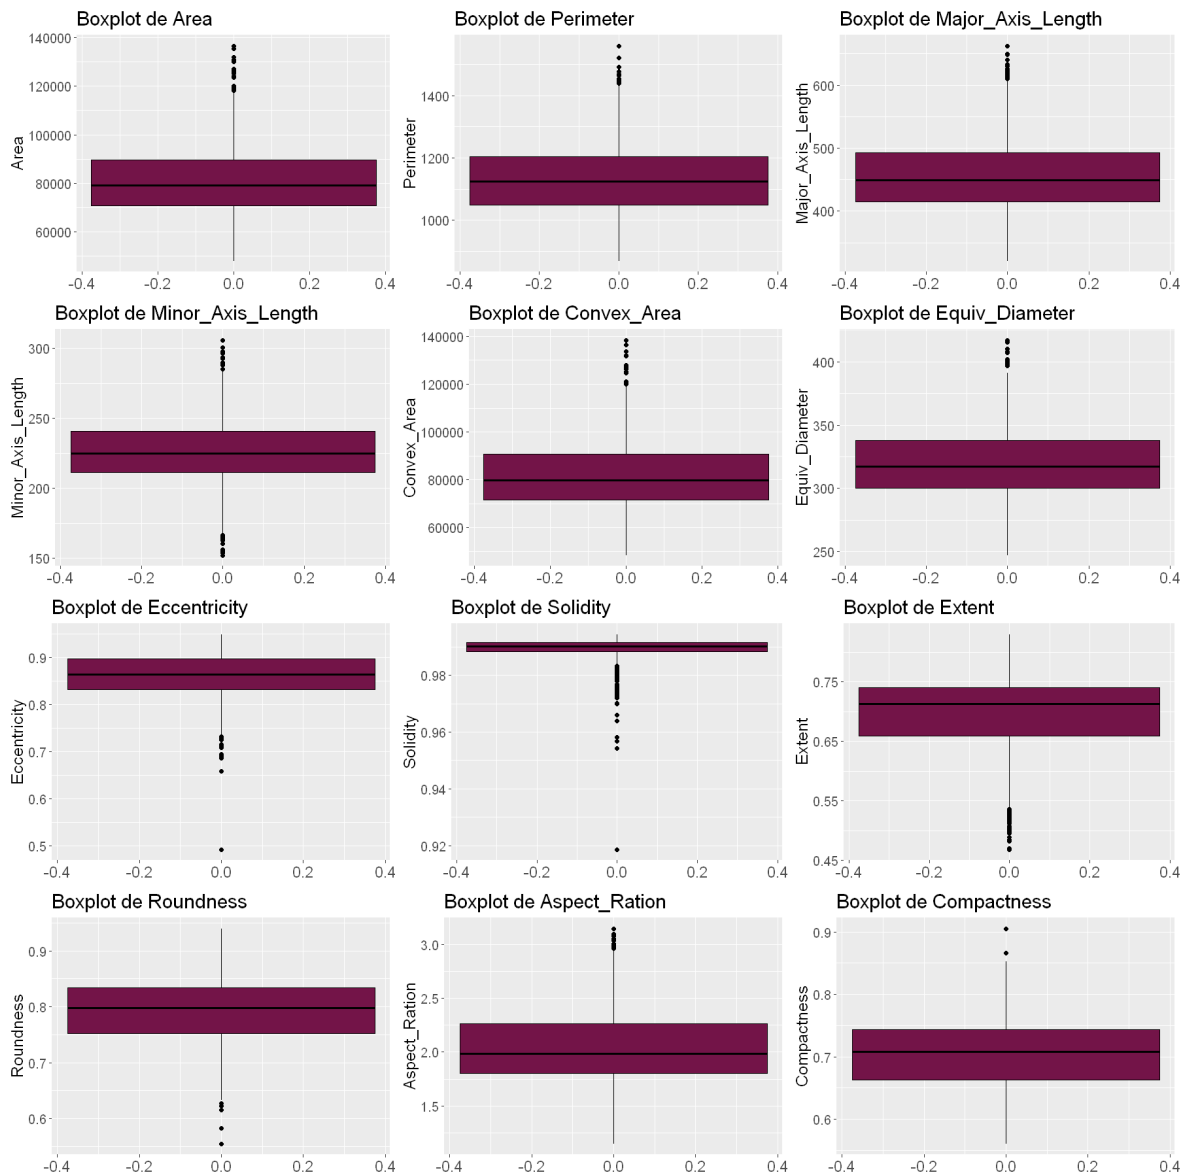 Boxplot de Area
Area
140000
120000
100000
80000
60000
-0.4 -0.2 0.0 0.2 0.4
Boxplot de Perimeter
Perimeter
1400
1200
1000
-0.4 -0.2 0.0 0.2 0.4
Boxplot de Major_Axis_Length
Major_Axis_Length
600
500
400
-0.4 -0.2 0.0 0.2 0.4
Boxplot de Minor_Axis_Length
Minor_Axis_Length
300
250
200
150
-0.4 -0.2 0.0 0.2 0.4
Boxplot de Convex_Area
Convex_Area
140000
120000
100000
80000
60000
-0.4 -0.2 0.0 0.2 0.4
Boxplot de Equiv_Diameter
Equiv_Diameter
400
350
300
250
-0.4 -0.2 0.0 0.2 0.4
Boxplot de Eccentricity
Eccentricity
0.9
0.8
0.7
0.6
0.5
-0.4 -0.2 0.0 0.2 0.4
Boxplot de Solidity
Solidity
0.98
0.96
0.94
0.92
-0.4 -0.2 0.0 0.2 0.4
Boxplot de Extent
Extent
0.75
0.65
0.55
0.45
-0.4 -0.2 0.0 0.2 0.4
Boxplot de Roundness
Roundness
0.9
0.8
0.7
0.6
-0.4 -0.2 0.0 0.2 0.4
Boxplot de Aspect_Ration
Aspect_Ration
3.0
2.5
2.0
1.5
-0.4 -0.2 0.0 0.2 0.4
Boxplot de Compactness
Compactness
0.9
0.8
0.7
0.6
-0.4 -0.2 0.0 0.2 0.4